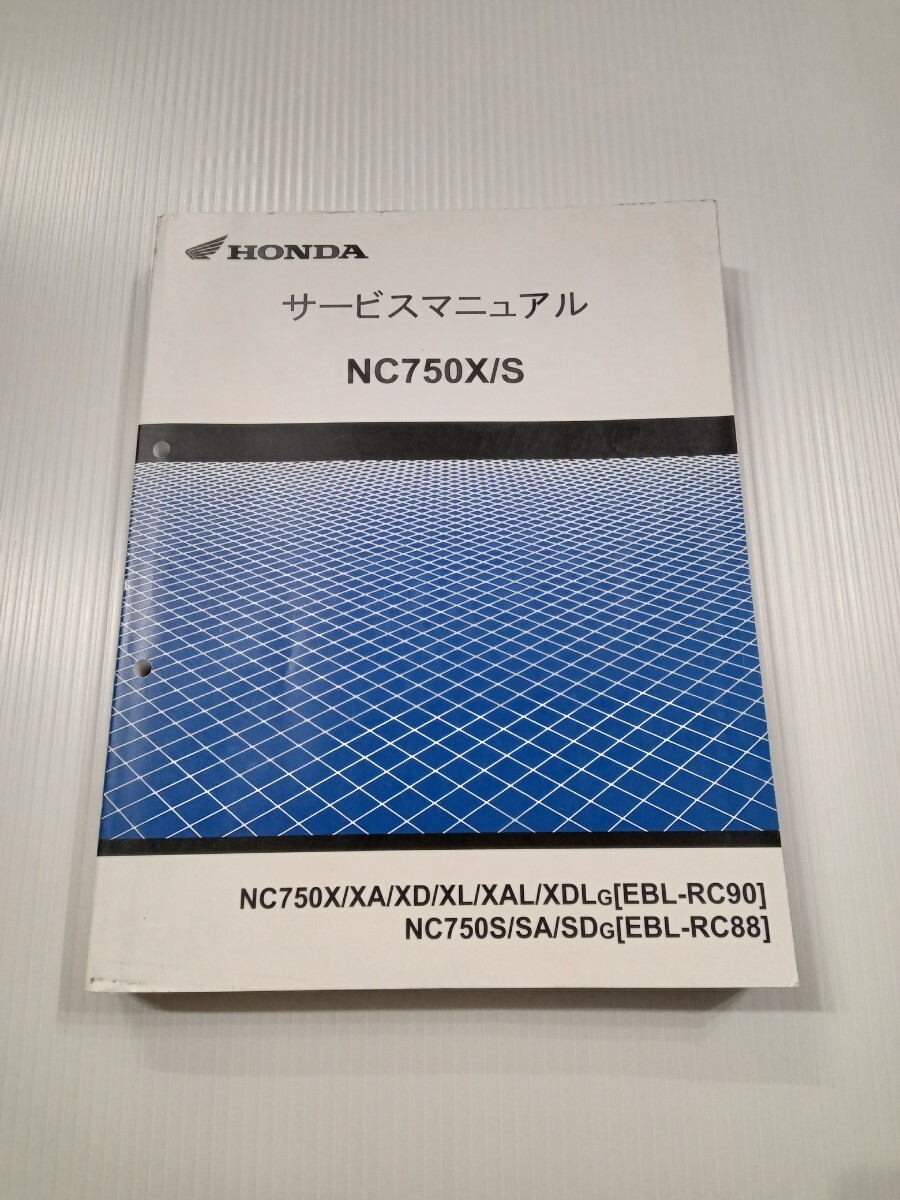 HONDA
サービスマニュアル
NC750X/S
NC750X/XA/XD/XL/XAL/XDLG[EBL-RC90]
NC750S/SA/SDG[EBL-RC88]